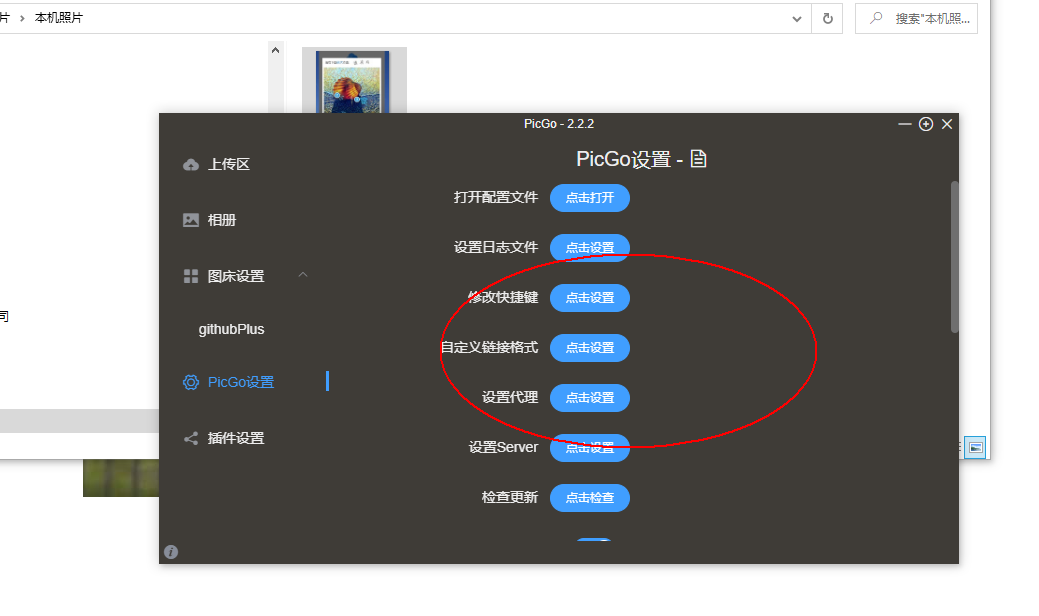 片 › 本机照片
搜索"本机照...
PicGo - 2.2.2
上传区
相册
图床设置
githubPlus
PicGo设置
插件设置
PicGo设置 -
打开配置文件 点击打开
设置日志文件 点击设置
修改快捷键 点击设置
自定义链接格式 点击设置
设置代理 点击设置
设置Server 点击设置
检查更新 点击检查
司